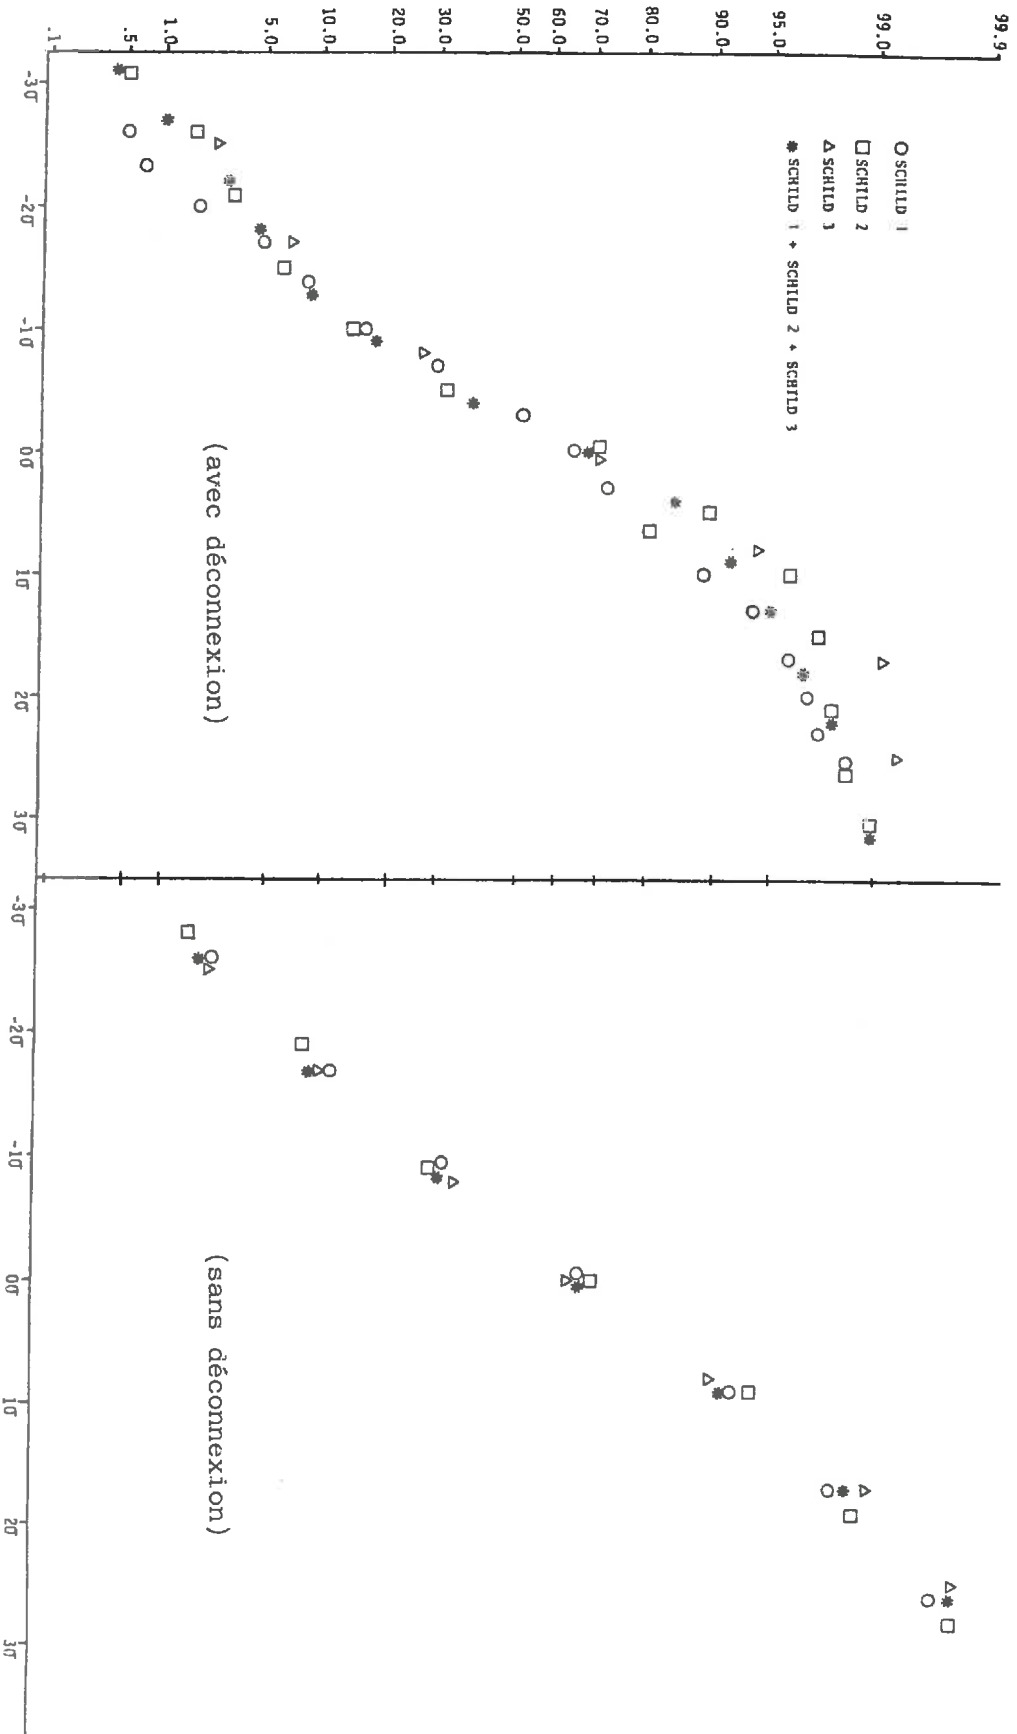 99.9
99.0
95.0
90.0
80.0
70.0
60.0
50.0
30.0
20.0
10.0
5.0
1.0
.5
.1
O SCHILD 1
□ SCHILD 2
△ SCHILD 3
* SCHILD 1 + SCHILD 2 + SCHILD 3
(avec déconnexion)
-3σ
-2σ
-1σ
0σ
1σ
2σ
3σ
(sans déconnexion)
-3σ
-2σ
-1σ
0σ
1σ
2σ
3σ